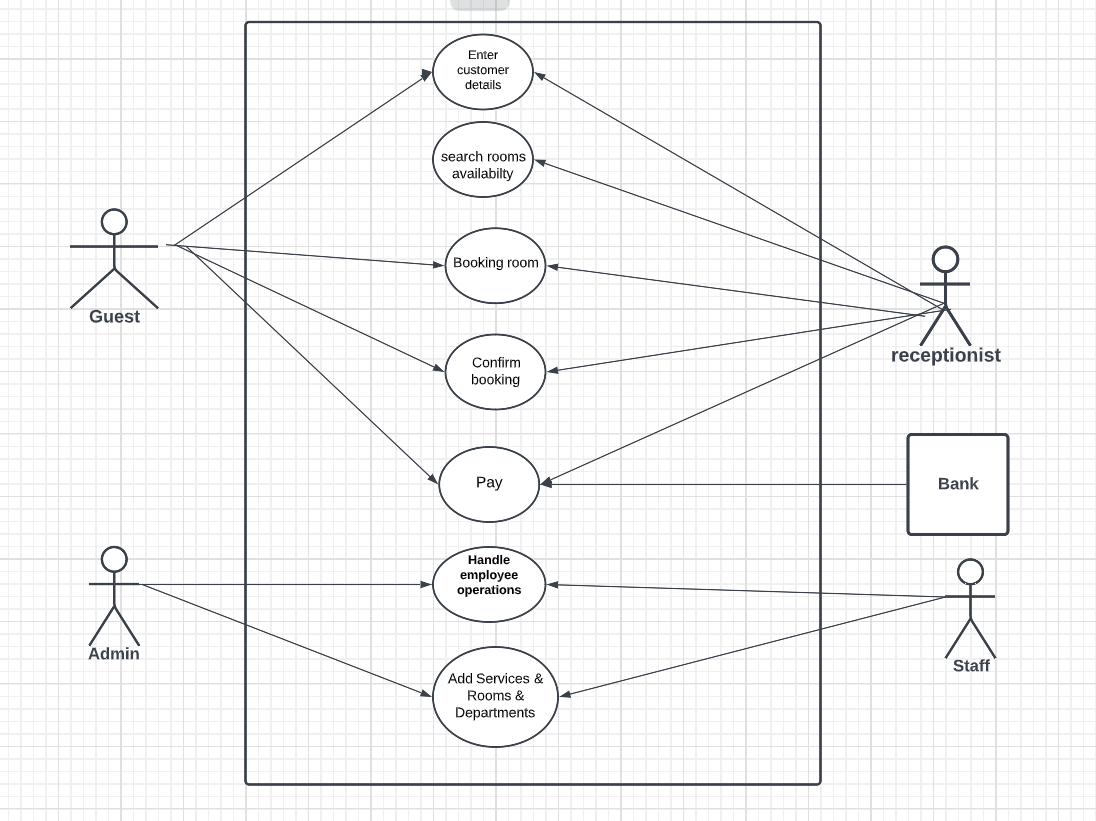 Enter
customer
details
search rooms
availabilty
Booking room
Guest
receptionist
Confirm
booking
Pay
Bank
Handle
employee
operations
Admin
Staff
Add Services &
Rooms &
Departments